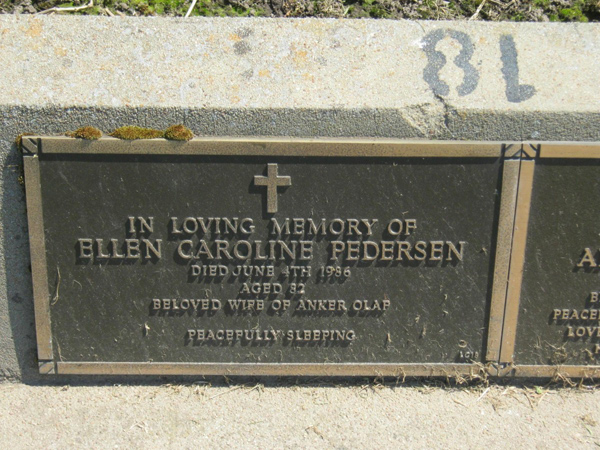 81
IN LOVING MEMORY OF
ELLEN CAROLINE PEDERSEN
DIED JUNE 4TH 1986
AGED 82
BELOVED WIFE OF ANKER OLAF
PEACEFULLY SLEEPING